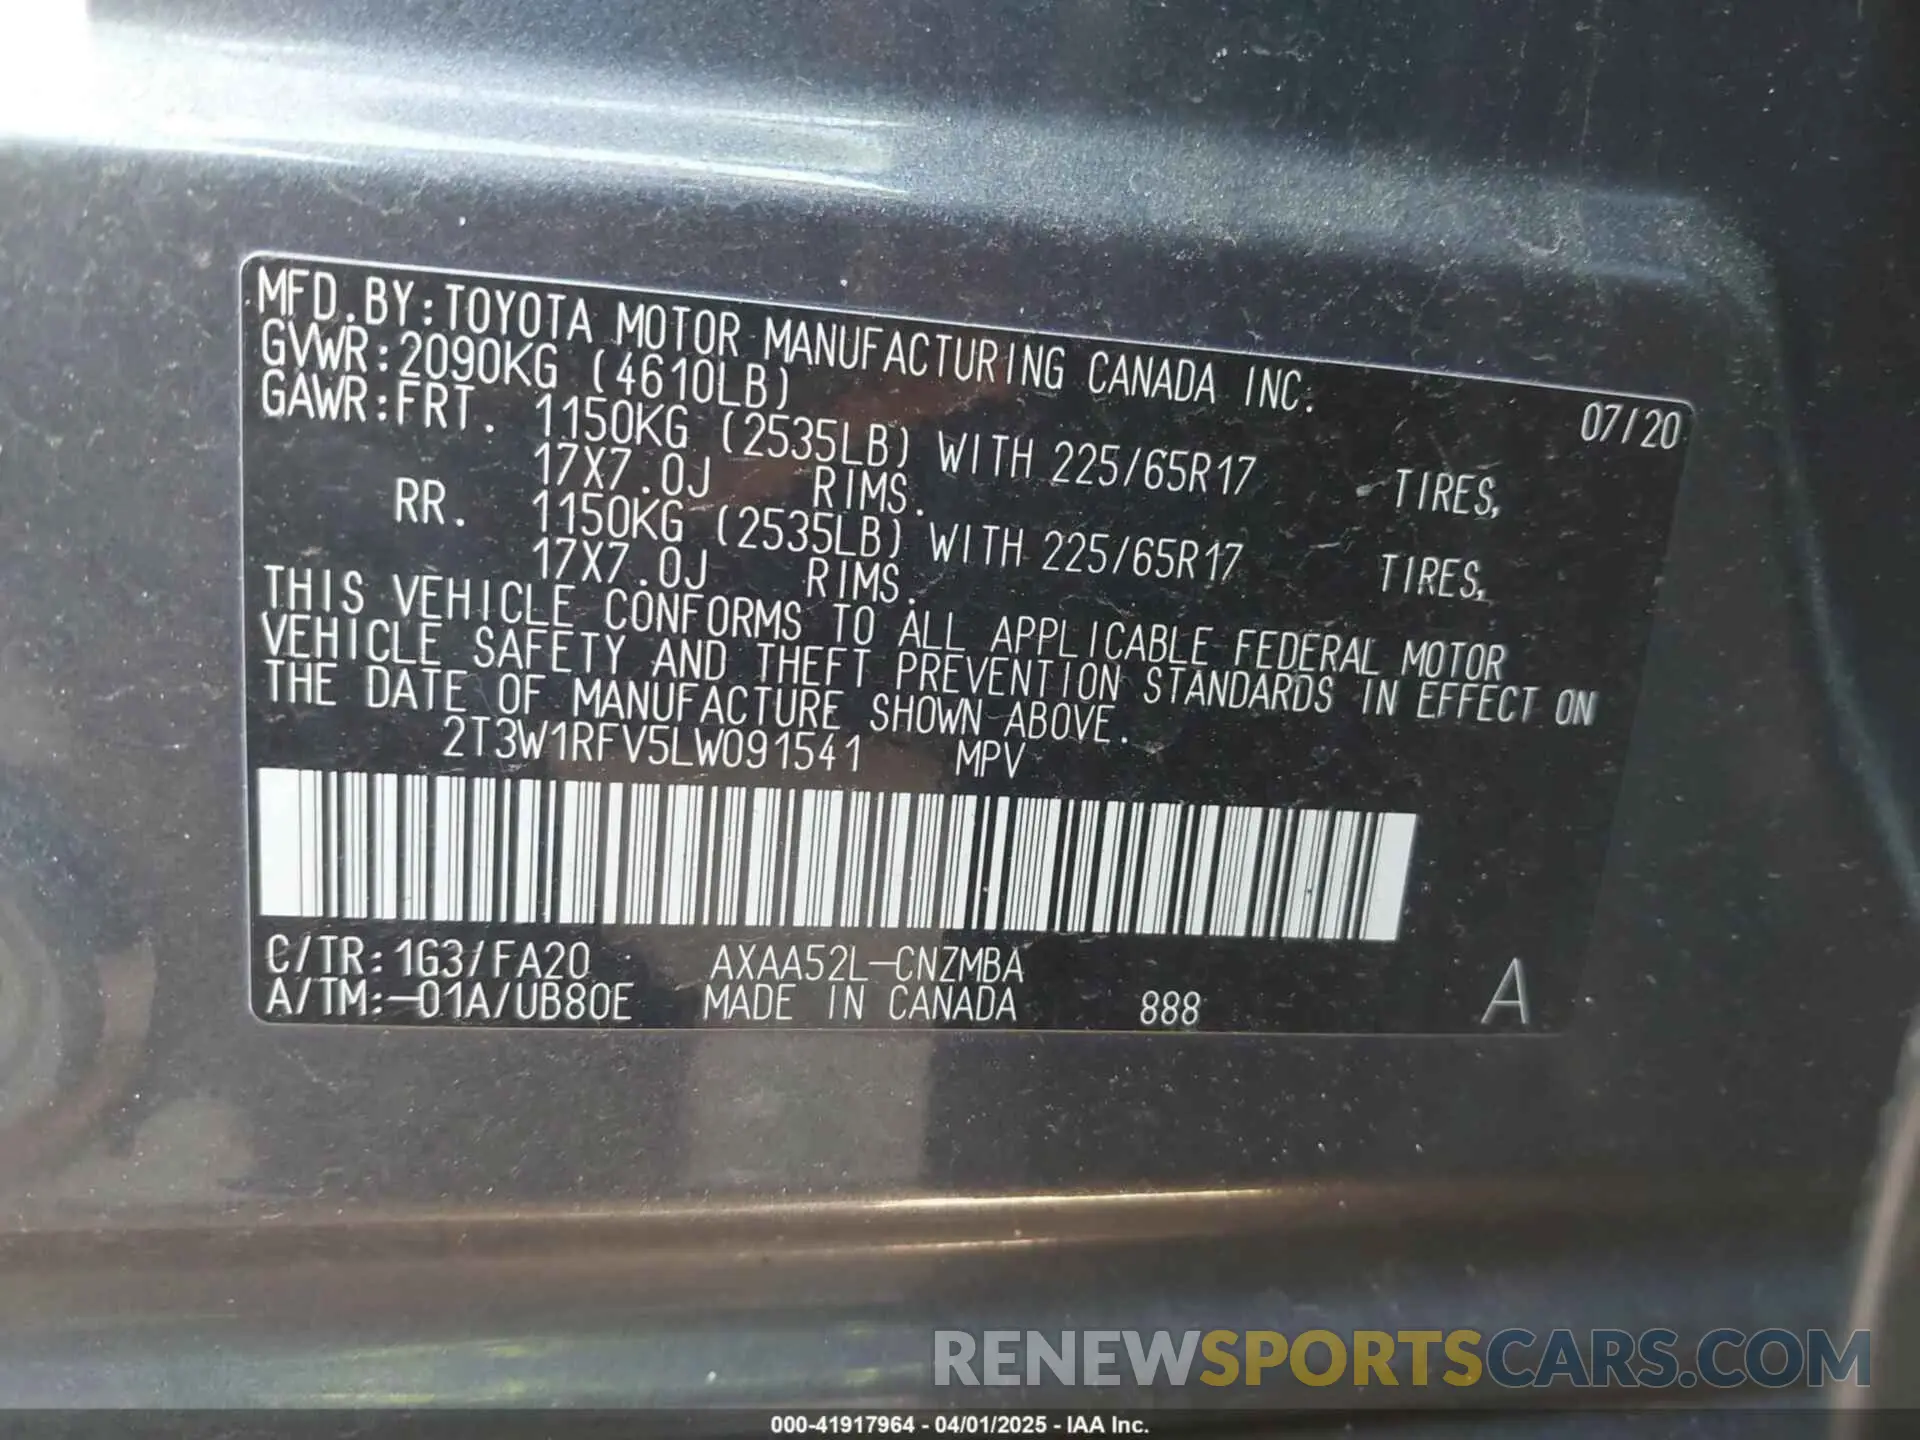 MFD.BY:TOYOTA MOTOR MANUFACTURING CANADA INC. 07/20
GVWR:2090KG (4610LB)
GAWR:FRT. 1150KG (2535LB) WITH 225/65R17 TIRES,
17X7.0J RIMS.
RR. 1150KG (2535LB) WITH 225/65R17 TIRES,
17X7.0J RIMS.
THIS VEHICLE CONFORMS TO ALL APPLICABLE FEDERAL MOTOR
VEHICLE SAFETY AND THEFT PREVENTION STANDARDS IN EFFECT ON
THE DATE OF MANUFACTURE SHOWN ABOVE.
2T3W1RFV5LW091541 MPV
C/TR:1G3/FA20 AXAA52L-CNZMBA
A/TM:-01A/UB80E MADE IN CANADA 888 A
RENEWSPORTSCARS.COM
000-41917964 - 04/01/2025 - IAA Inc.